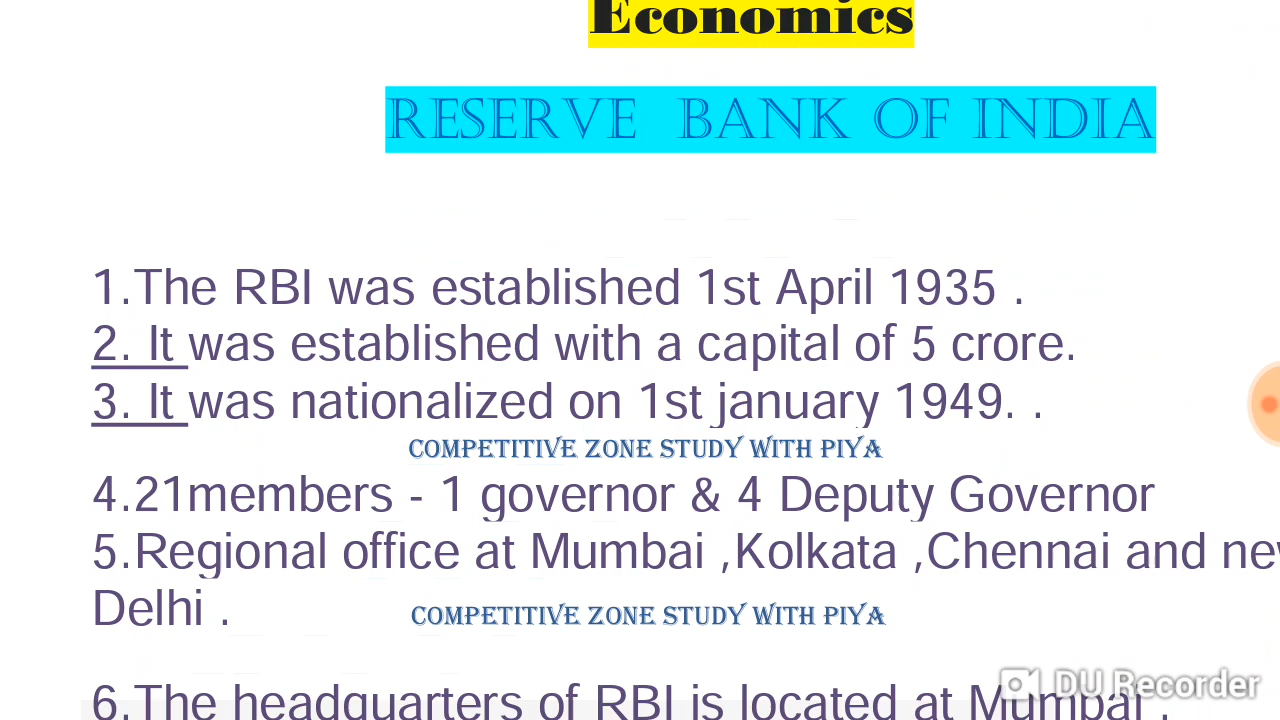 Economics
RESERVE BANK OF INDIA
1.The RBI was established 1st April 1935 .
2. It was established with a capital of 5 crore.
3. It was nationalized on 1st january 1949. .
COMPETITIVE ZONE STUDY WITH PIYA
4.21members - 1 governor & 4 Deputy Governor
5.Regional office at Mumbai ,Kolkata ,Chennai and new
Delhi .
COMPETITIVE ZONE STUDY WITH PIYA
6.The headquarters of RBI is located at Mumbai .
DU Recorder